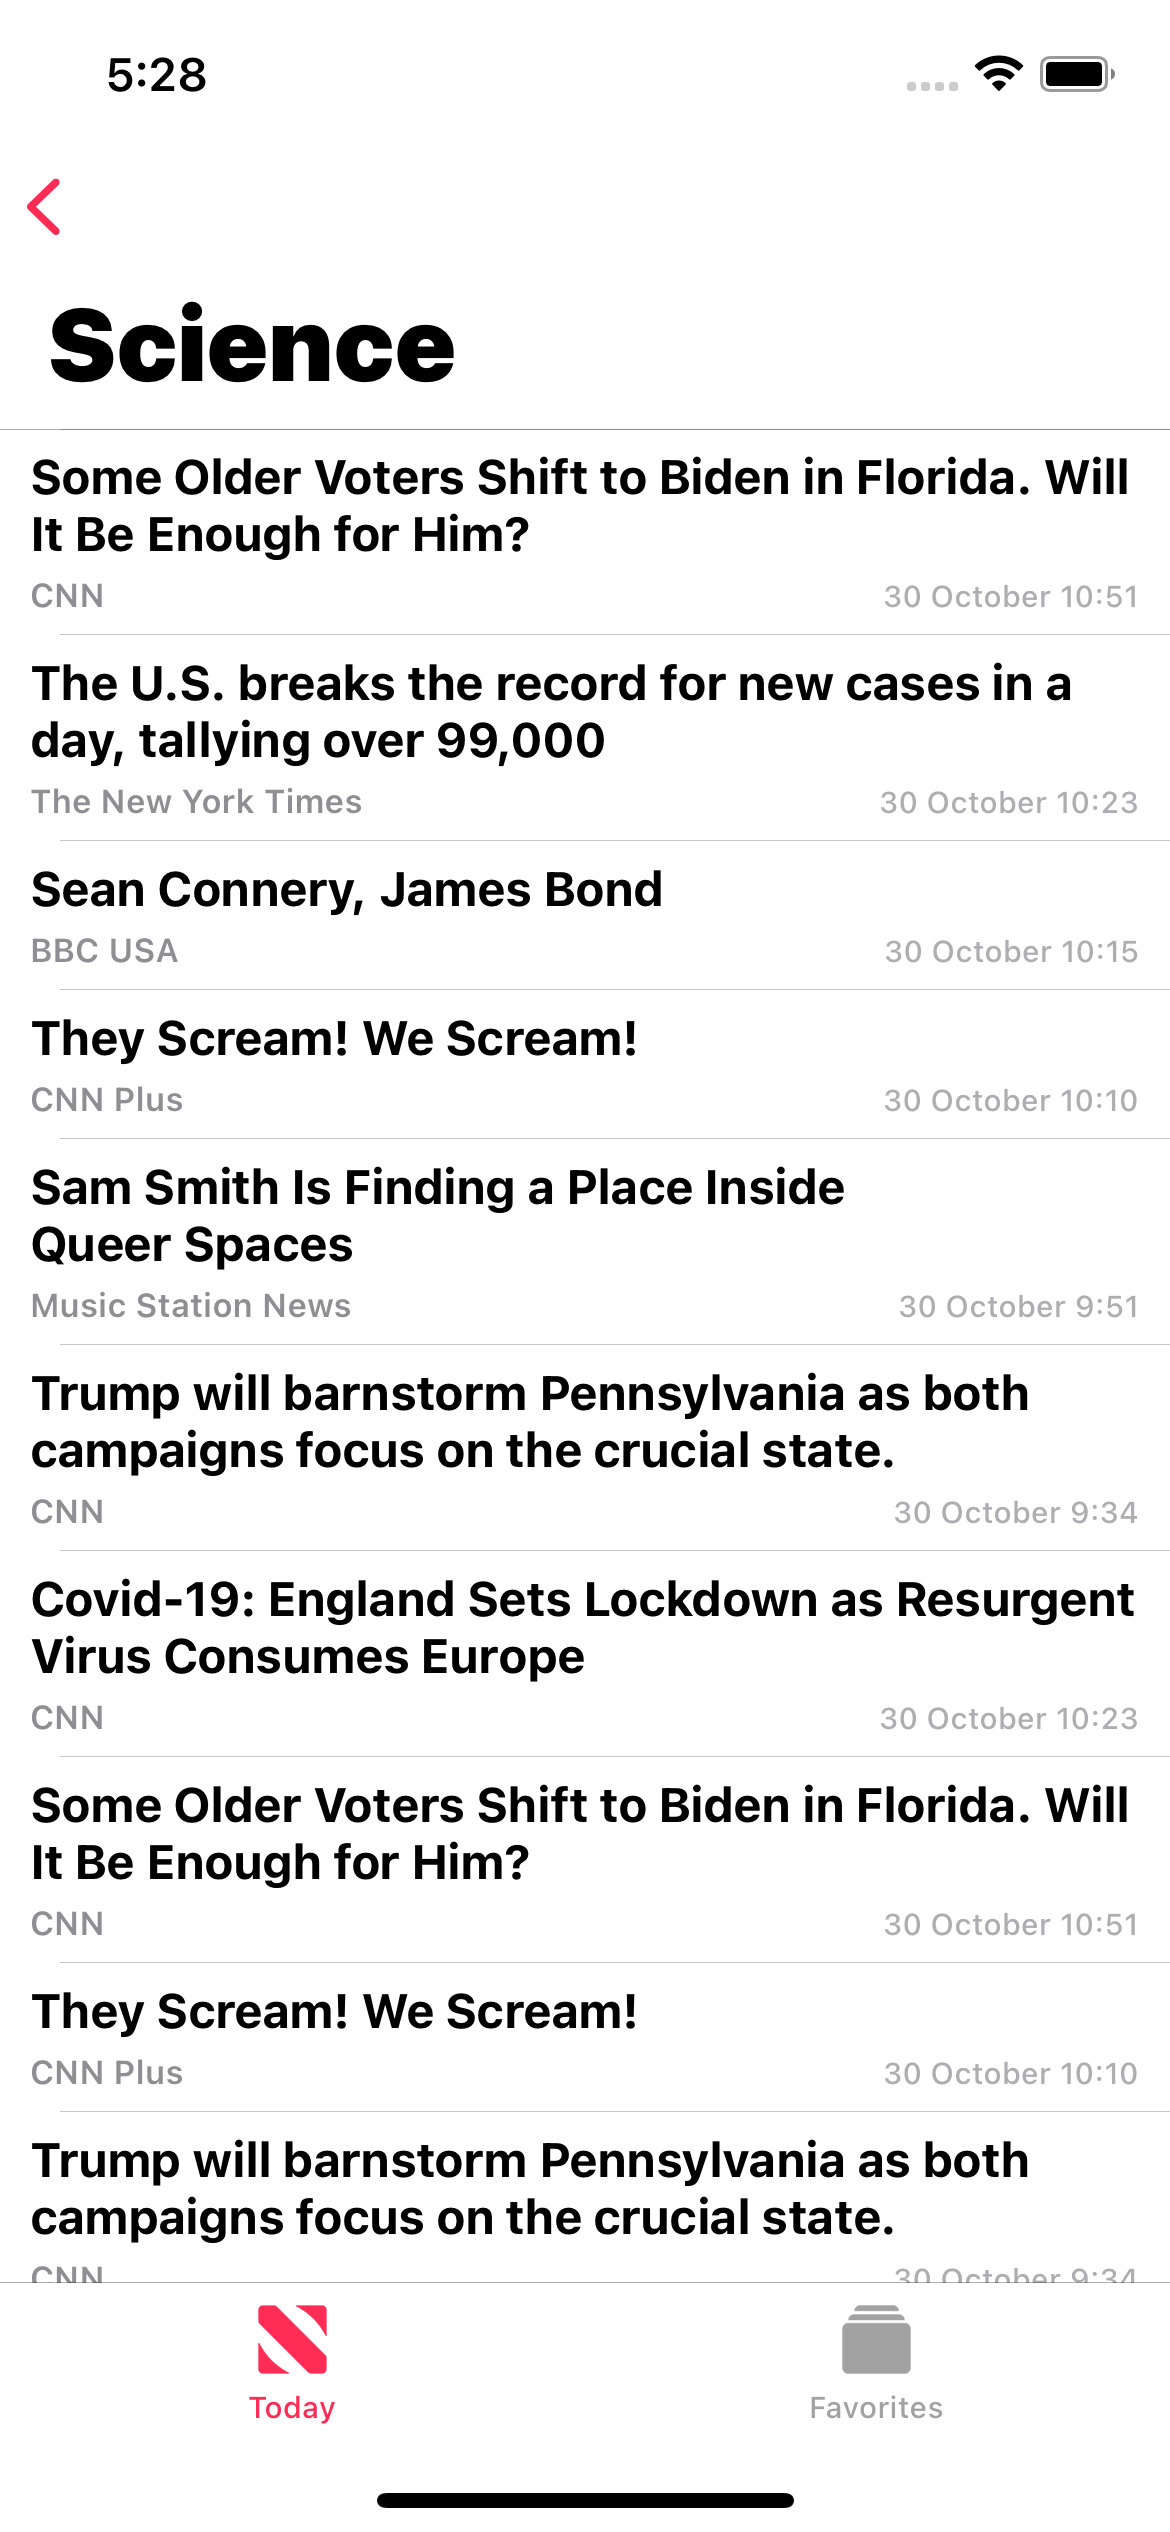 5:28
Science
Some Older Voters Shift to Biden in Florida. Will
It Be Enough for Him?
CNN
30 October 10:51
The U.S. breaks the record for new cases in a
day, tallying over 99,000
The New York Times
30 October 10:23
Sean Connery, James Bond
BBC USA
30 October 10:15
They Scream! We Scream!
CNN Plus
30 October 10:10
Sam Smith Is Finding a Place Inside
Queer Spaces
Music Station News
30 October 9:51
Trump will barnstorm Pennsylvania as both
campaigns focus on the crucial state.
CNN
30 October 9:34
Covid-19: England Sets Lockdown as Resurgent
Virus Consumes Europe
CNN
30 October 10:23
Some Older Voters Shift to Biden in Florida. Will
It Be Enough for Him?
CNN
30 October 10:51
They Scream! We Scream!
CNN Plus
30 October 10:10
Trump will barnstorm Pennsylvania as both
campaigns focus on the crucial state.
CNN
30 October 9:34
Today
Favorites